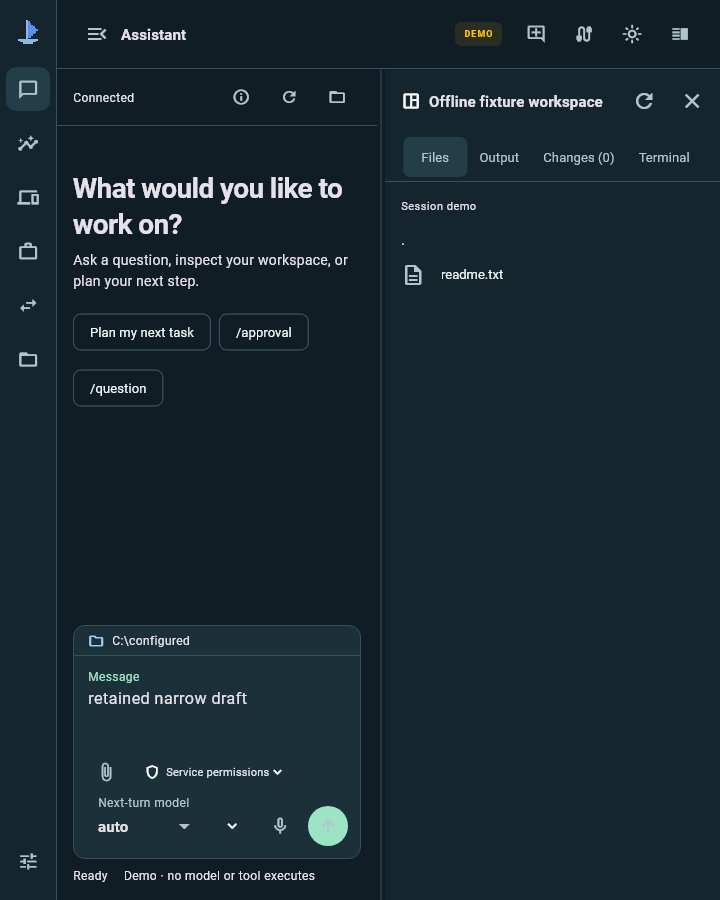 Assistant
DEMO
Connected
What would you like to
work on?
Ask a question, inspect your workspace, or
plan your next step.
Plan my next task
/approval
/question
C:\configured
Message
retained narrow draft
Service permissions
Next-turn model
auto
Ready
Demo · no model or tool executes
Offline fixture workspace
Files
Output
Changes (0)
Terminal
Session demo
.
readme.txt